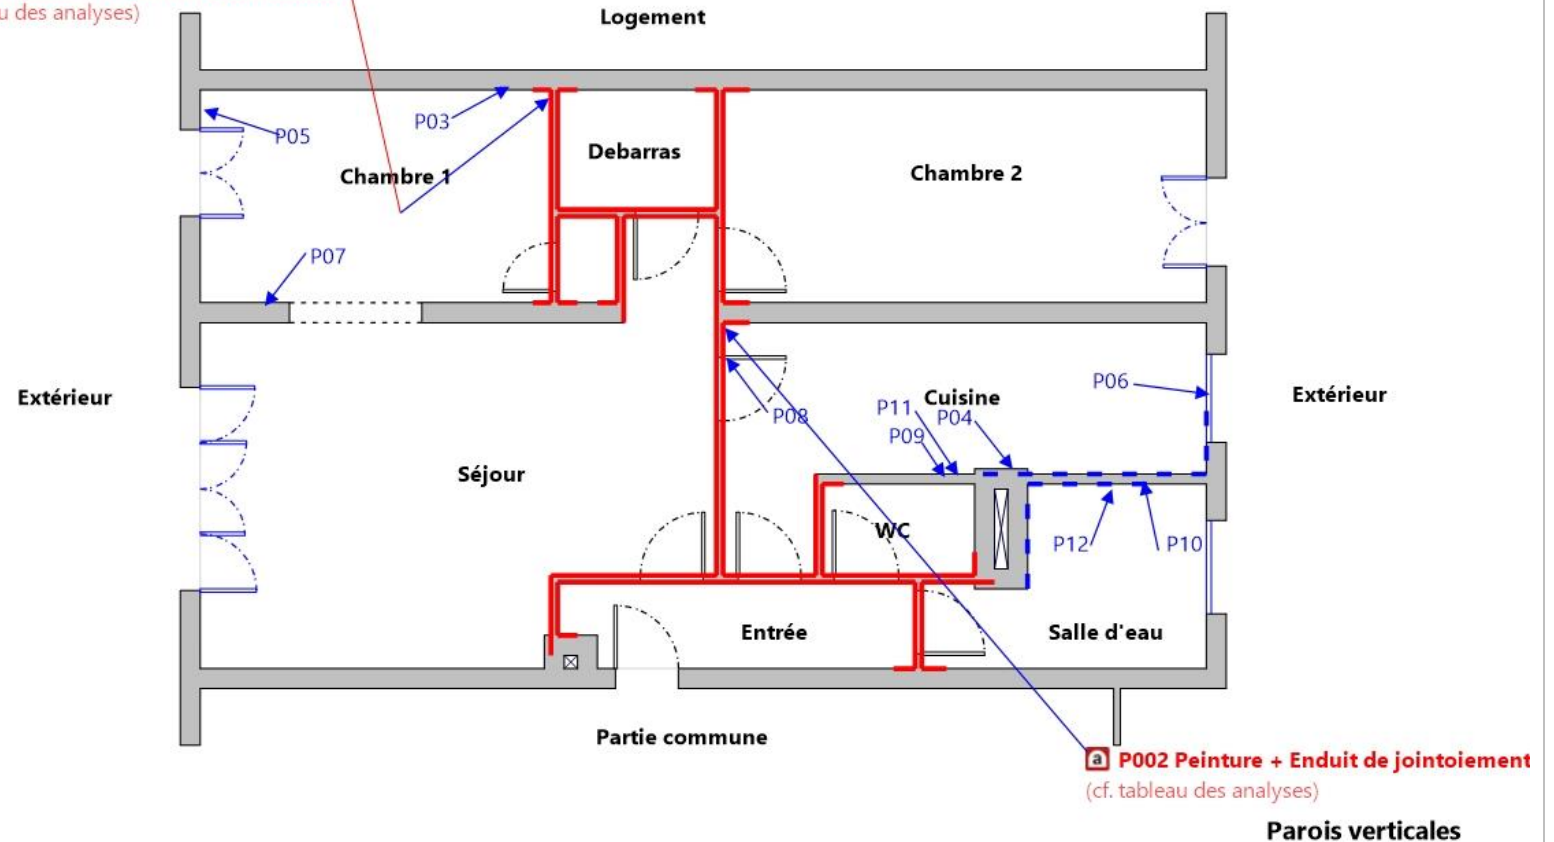 u des analyses)
Logement
P03
P05
Debarras
Chambre 1
Chambre 2
P07
Extérieur
P06
Cuisine
Extérieur
P11
P04
P08
P09
Séjour
WC
P12
P10
Entrée
Salle d'eau
Partie commune
a P002 Peinture + Enduit de jointoiement
(cf. tableau des analyses)
Parois verticales